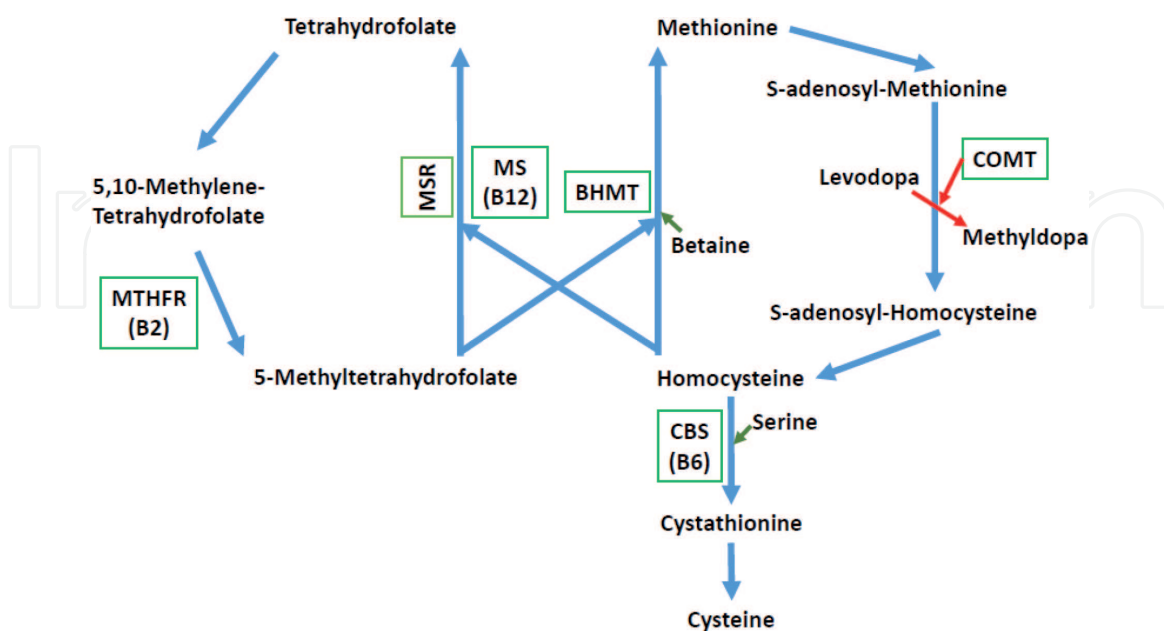 Tetrahydrofolate
Methionine
S-adenosyl-Methionine
MSR
MS
(B12)
BHMT
COMT
Levodopa
5,10-Methylene-
Tetrahydrofolate
Betaine
Methyldopa
MTHFR
(B2)
S-adenosyl-Homocysteine
5-Methyltetrahydrofolate
Homocysteine
CBS
(B6)
Serine
Cystathionine
Cysteine